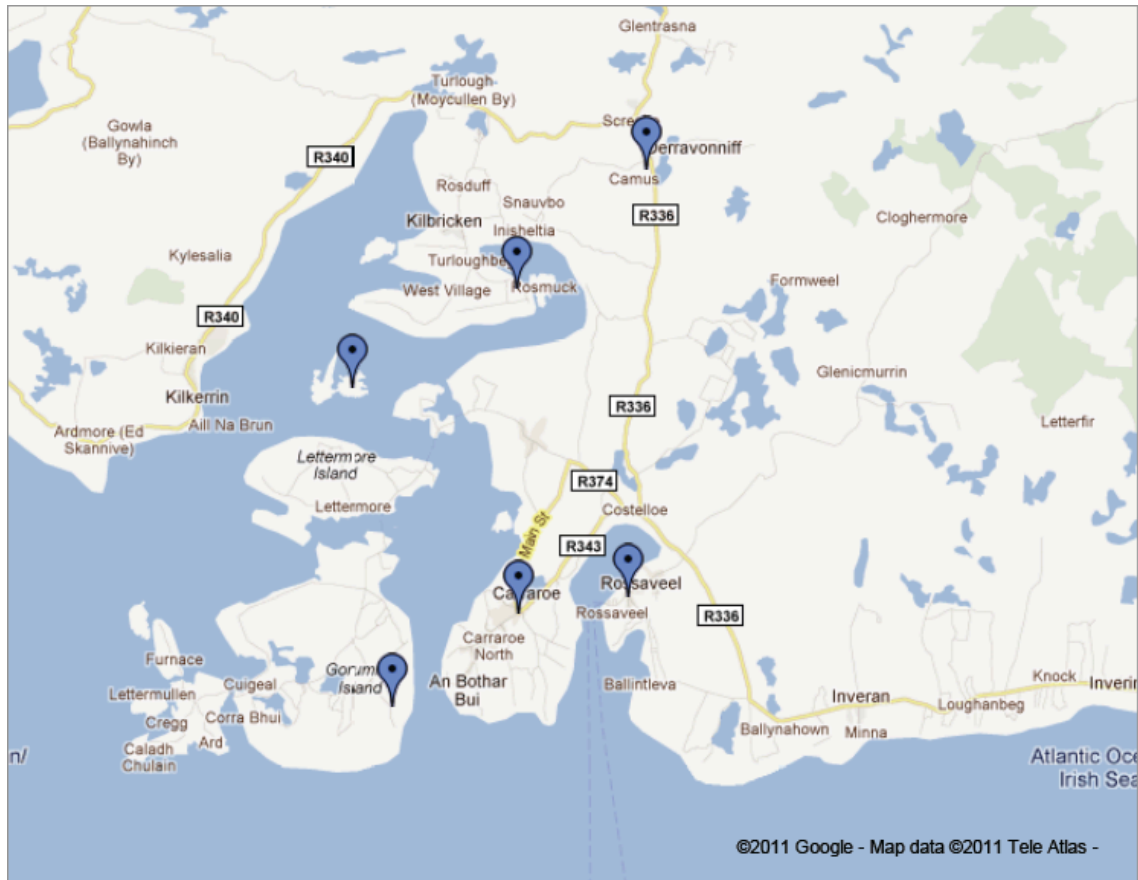 Glentrasna
Turlough
(Moycullen By)
Gowla
(Ballynahinch
By)
R340
Derravonniff
Camus
Rosduff
Snauvbo
R336
Cloghermore
Kilbricken
Inisheltia
Kylesalia
West Village
Rosmuck
Formweel
R340
Kilkieran
Glenicmurrin
Kilkerrin
R336
Aill Na Brun
Ardmore (Ed
Skannive)
Letterfir
Lettermore
Island
R374
Lettermore
Costelloe
Main St
R343
Rossaveel
Carraroe
Rossaveel
R336
Carraroe
North
Furnace
Island
An Bothar
Bui
Ballintleva
Lettermullen
Cuigeal
Corra Bhui
Cregg
Ard
Caladh
Chulain
Inveran
Knock
Loughanbeg
Ballynahown
Minna
n/
Atlantic
Irish
©2011 Google - Map data ©2011 Tele Atlas -